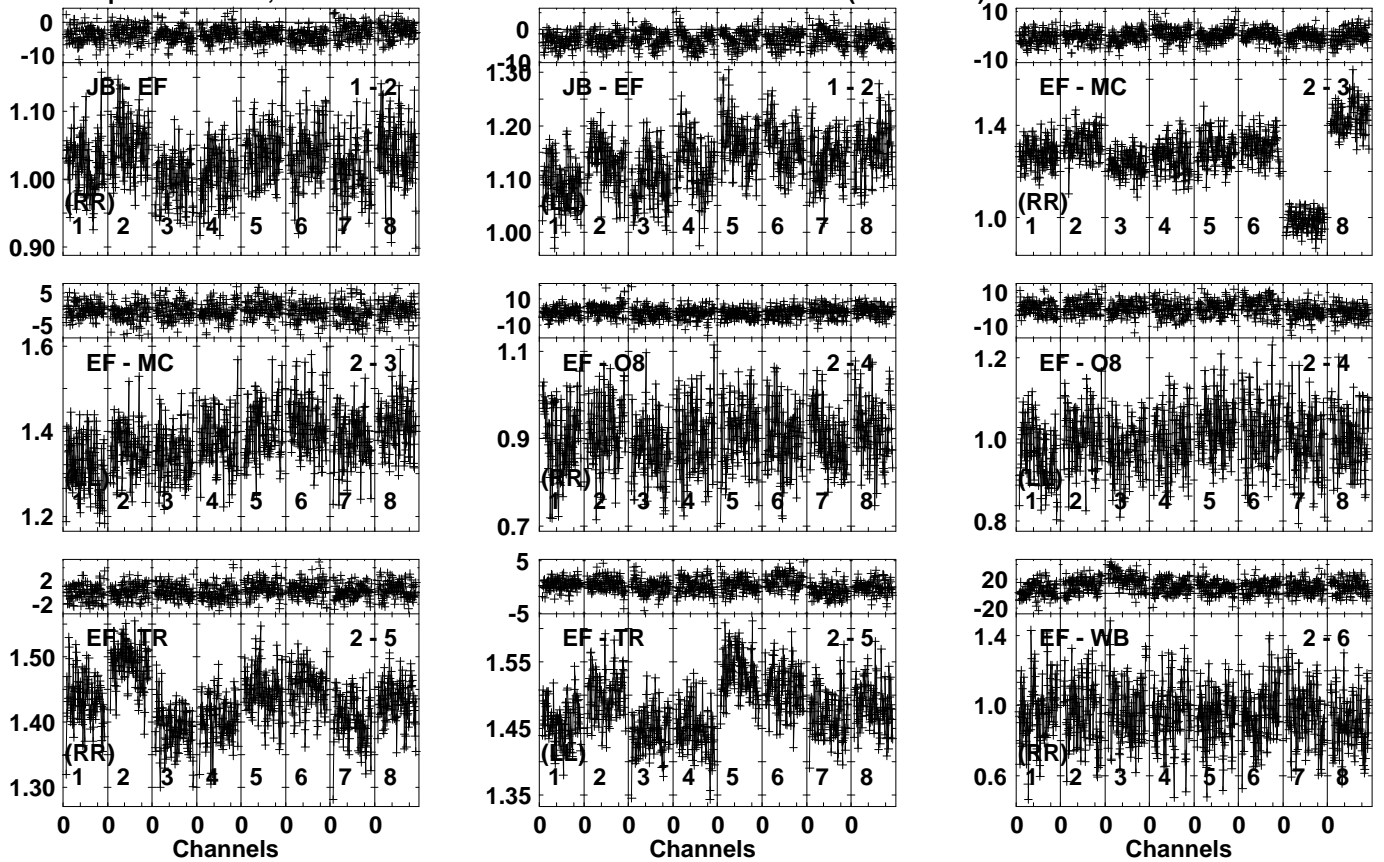 0
-10
JB - EF 1 - 2
1.10
1.00
0.90
(RR)
1 2 3 4 5 6 7 8
0
-10
1.30
JB - EF 1 - 2
1.20
1.10
1.00
(LL)
1 2 3 4 5 6 7 8
10
-10
EF - MC 2 - 3
1.4
1.0
(RR)
1 2 3 4 5 6 8
5
-5
1.6
EF - MC 2 - 3
1.4
1.2
1 2 3 4 5 6 7 8
10
-10
1.1
EF - O8 2 - 4
0.9
0.7
(RR)
1 2 3 4 5 6 7 8
10
-10
1.2
EF - O8 2 - 4
1.0
0.8
(LL)
1 2 3 4 5 6 7 8
2
-2
EF - TR 2 - 5
1.50
1.40
1.30
(RR)
1 2 3 4 5 6 7 8
0 0 0 0 0 0 0 0
Channels
5
-5
EF - TR 2 - 5
1.55
1.45
1.35
(LL)
1 2 3 4 5 6 7 8
0 0 0 0 0 0 0 0
Channels
20
-20
1.4
EF - WB 2 - 6
1.0
0.6
(RR)
1 2 3 4 5 6 7 8
0 0 0 0 0 0 0 0
Channels